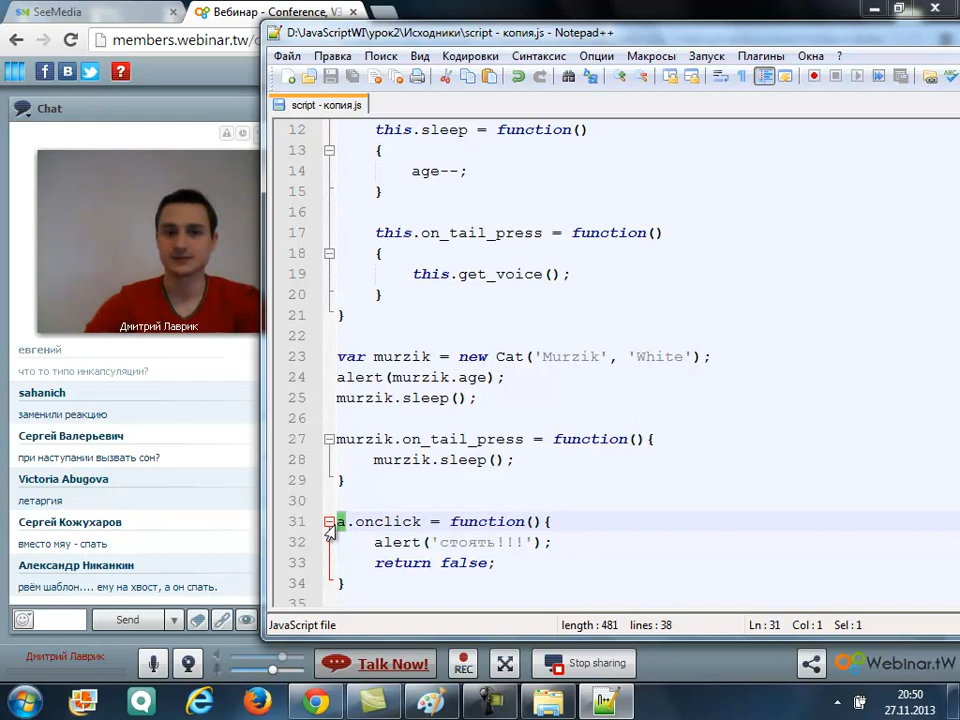 SeeMedia
Вебинар - Conference, V
members.webinar.tw/c
Chat
Дмитрий Лаврик
евгений
что то типо инкапсуляции?
sahanich
заменили реакцию
Сергей Валерьевич
при наступании вызвать сон?
Victoria Abugova
летаргия
Сергей Кожухаров
вместо мяу - спать
Александр Никанкин
рвём шаблон.... ему на хвост, а он спать.
Send
Дмитрий Лаврик
D:\JavaScriptWI\урок2\Исходники\script - копия.js - Notepad++
Файл Правка Поиск Вид Кодировки Синтаксис Опции Макросы Запуск Плагины Окна ?
script - копия.js
12 this.sleep = function()
13 {
14 age--;
15 }
16
17 this.on_tail_press = function()
18 {
19 this.get_voice();
20 }
21 }
22
23 var murzik = new Cat('Murzik', 'White');
24 alert(murzik.age);
25 murzik.sleep();
26
27 murzik.on_tail_press = function(){
28 murzik.sleep();
29 }
30
31 a.onclick = function(){
32 alert('стоять!!!');
33 return false;
34 }
35
JavaScript file length : 481 lines : 38 Ln : 31 Col : 1 Sel : 1
Talk Now! REC Stop sharing Webinar.tw
20:50
27.11.2013